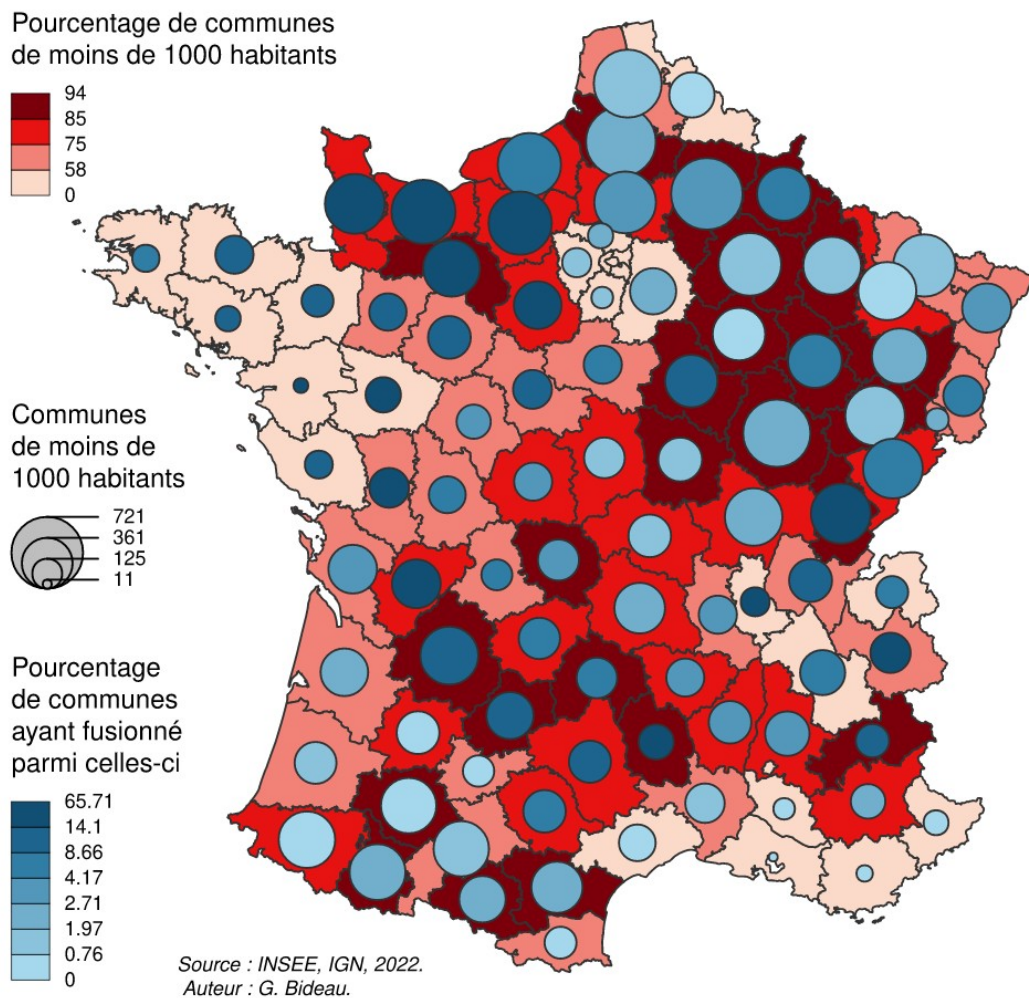 Pourcentage de communes
de moins de 1000 habitants
94
85
75
58
0
Communes
de moins de
1000 habitants
721
361
125
11
Pourcentage
de communes
ayant fusionné
parmi celles-ci
65.71
14.1
8.66
4.17
2.71
1.97
0.76
0
Source : INSEE, IGN, 2022.
Auteur : G. Bideau.